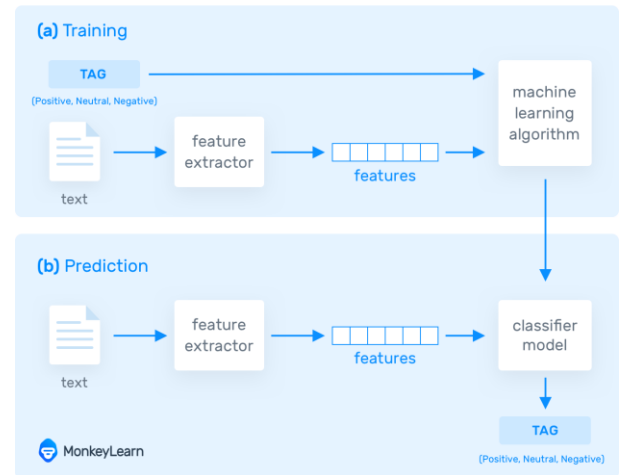 (a) Training
TAG
(Positive, Neutral, Negative)
text
feature
extractor
features
machine
learning
algorithm
(b) Prediction
text
feature
extractor
features
classifier
model
TAG
(Positive, Neutral, Negative)
MonkeyLearn